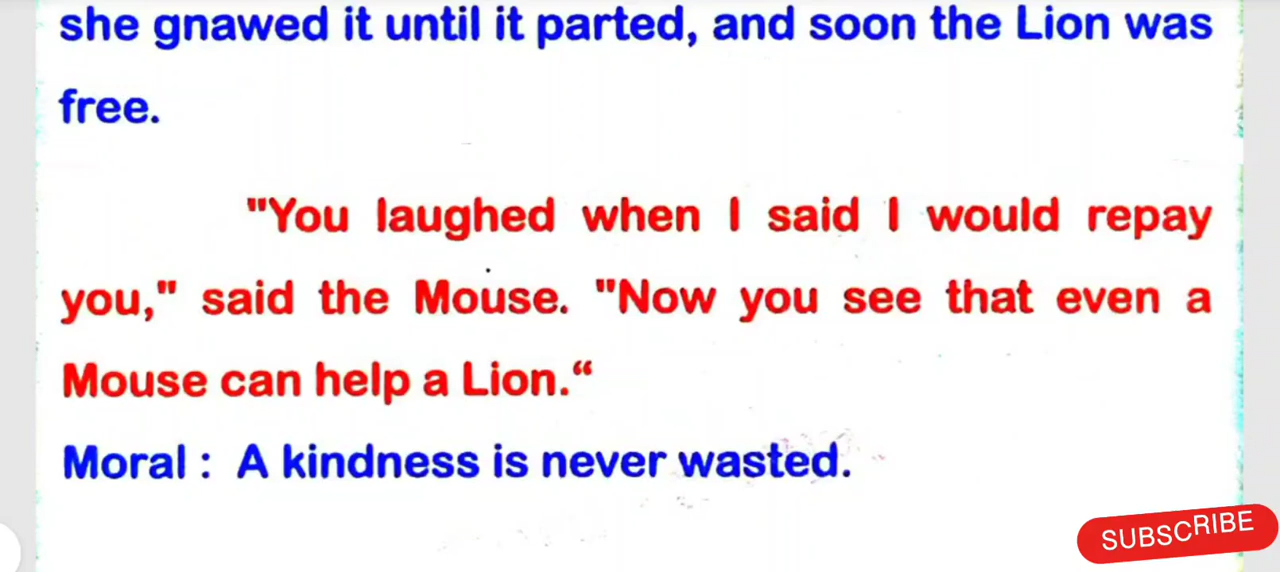 she gnawed it until it parted, and soon the Lion was
free.
"You laughed when I said I would repay
you," said the Mouse. "Now you see that even a
Mouse can help a Lion.“
Moral : A kindness is never wasted.
SUBSCRIBE